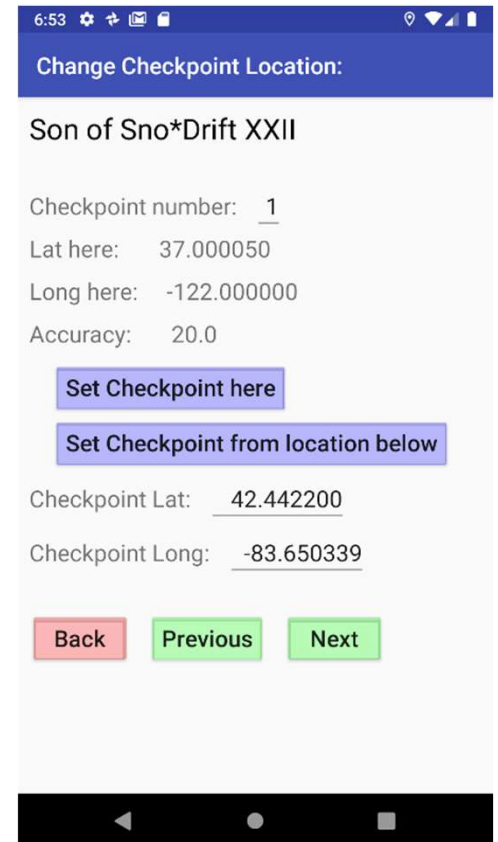 6:53
Change Checkpoint Location:
Son of Sno*Drift XXII
Checkpoint number: 1
Lat here: 37.000050
Long here: -122.000000
Accuracy: 20.0
Set Checkpoint here
Set Checkpoint from location below
Checkpoint Lat: 42.442200
Checkpoint Long: -83.650339
Back Previous Next